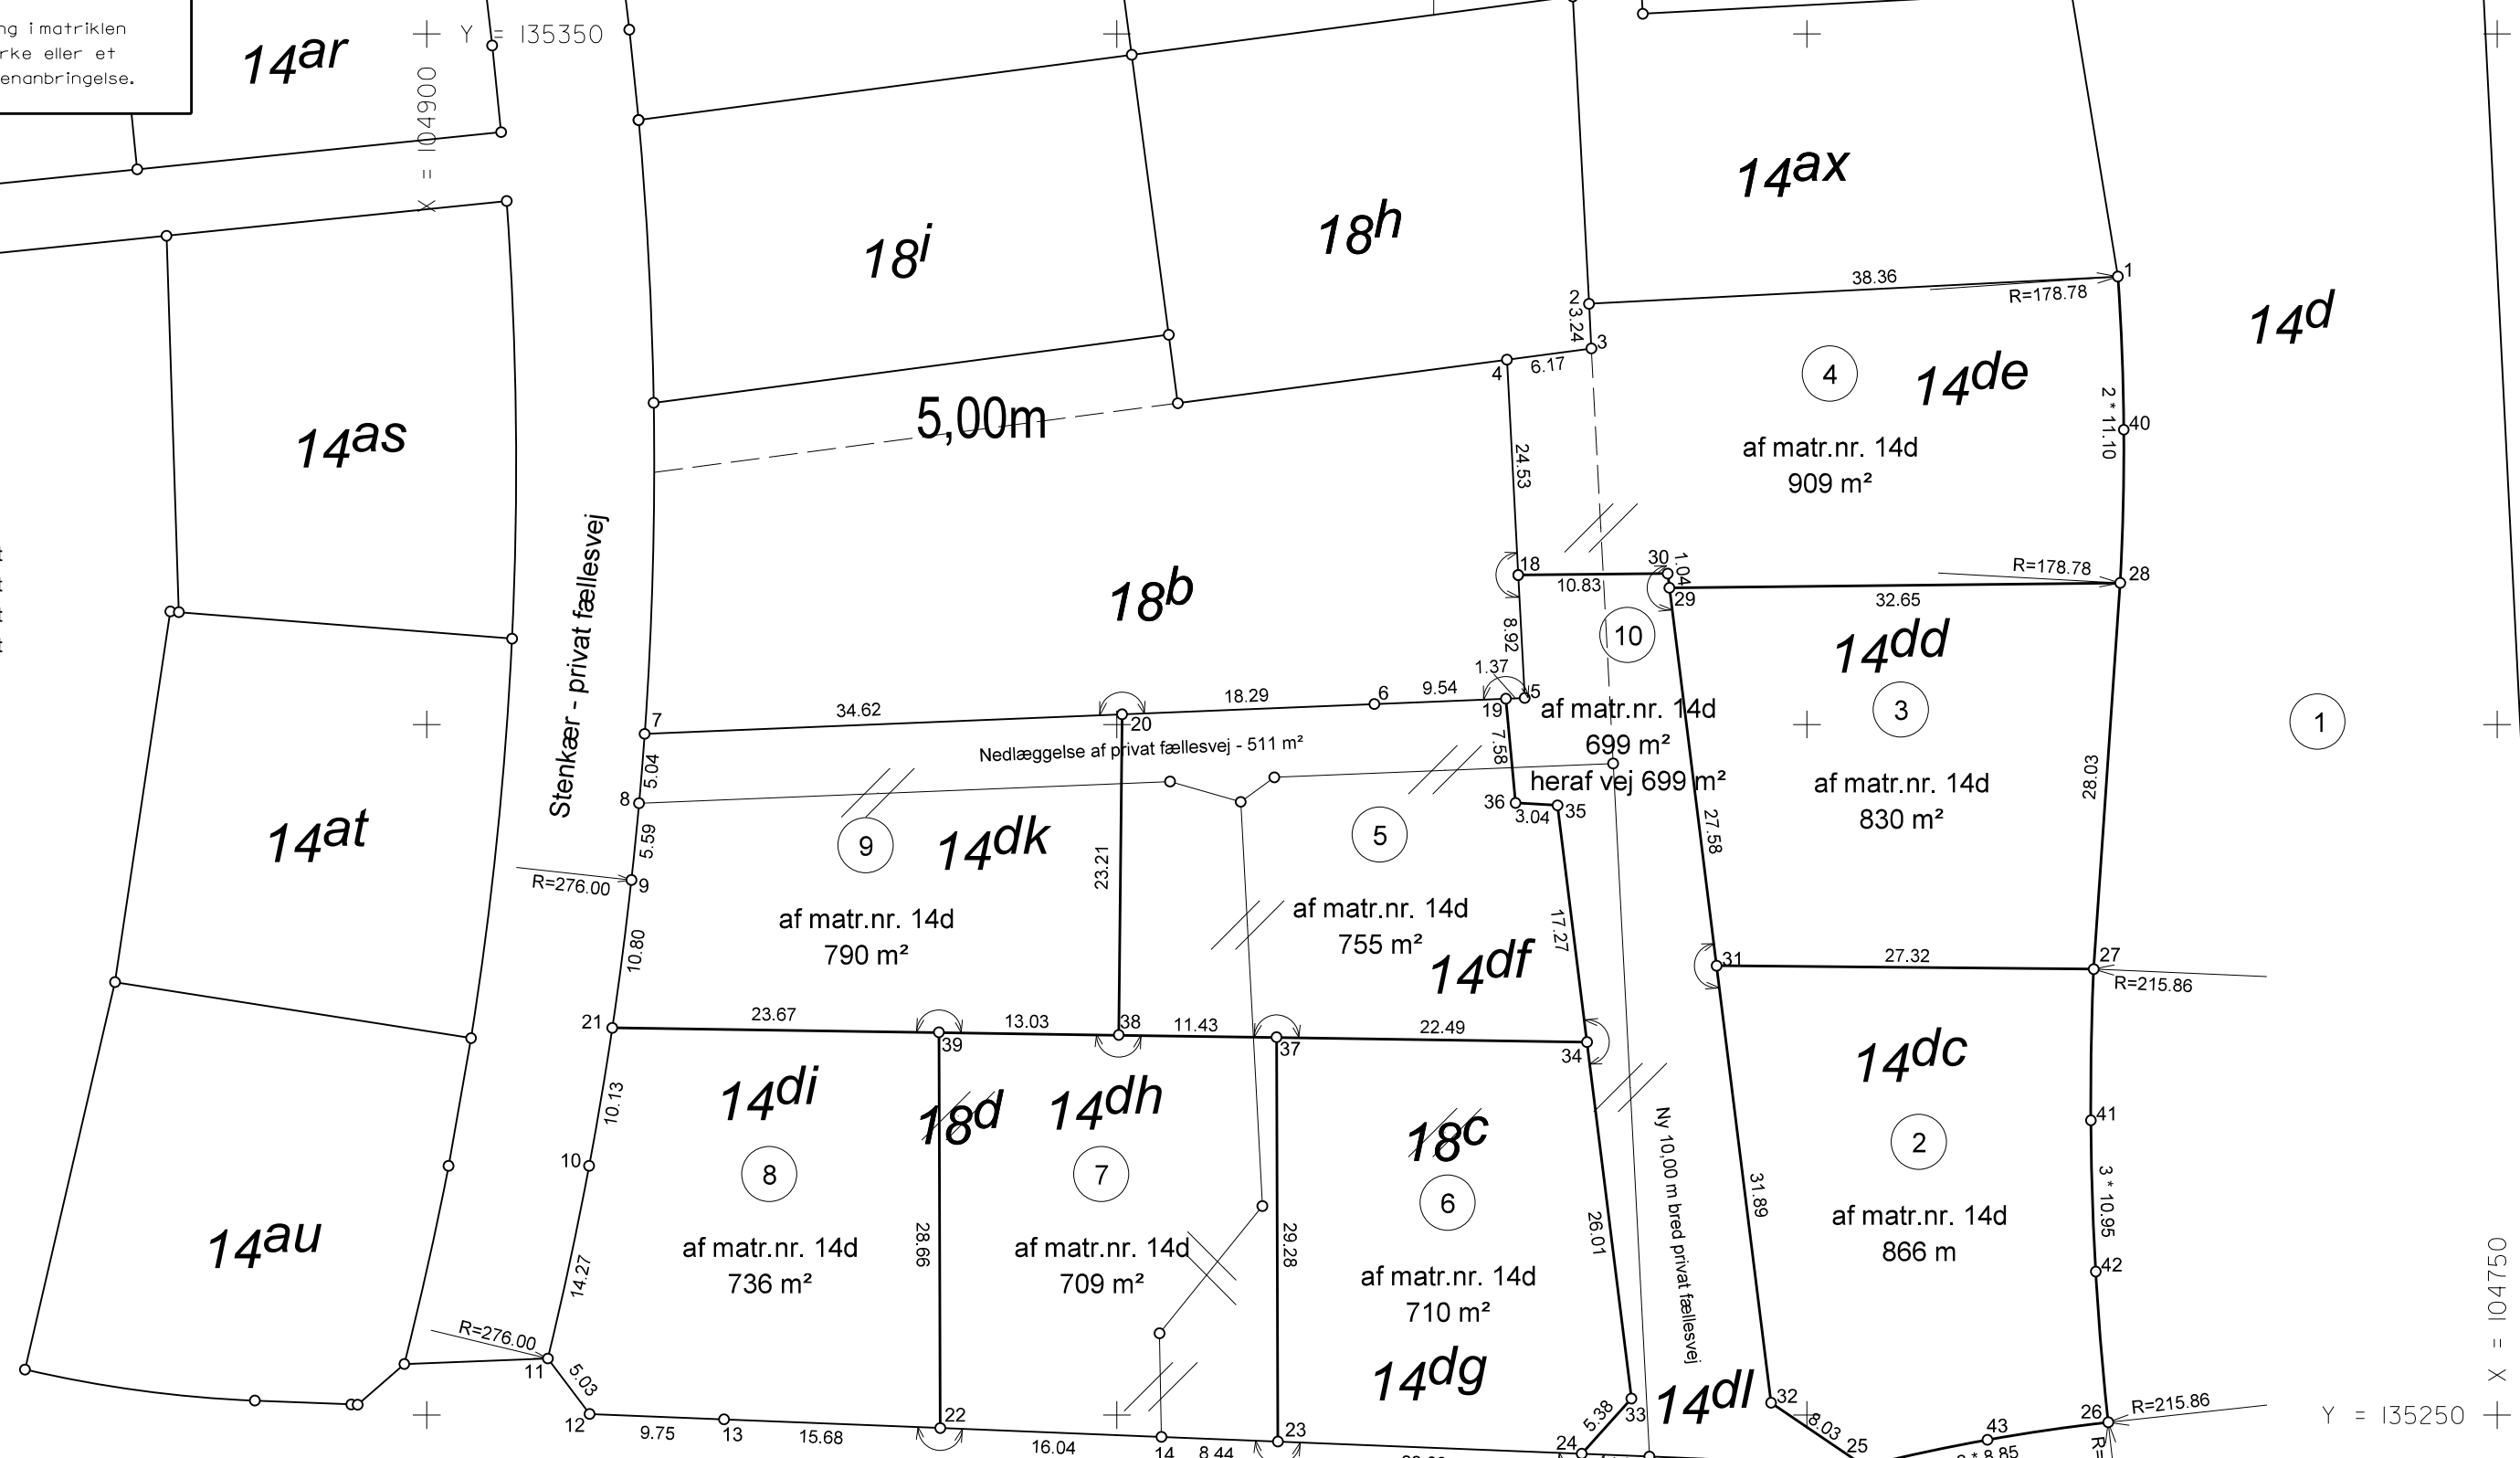 ng i matriklen
rke eller et
enanbringelse.
14ar
Y = 135350
X = 104900
14as
14at
14au
18i
18h
14ax
14d
5,00m
18b
Stenkær - privat fællesvej
1
2
38.36
R=178.78
3.24
3
4
6.17
4
14de
af matr.nr. 14d
909 m²
2 * 11.10
40
24.53
18
10.83
30
1.04
29
32.65
R=178.78
28
8.92
1.37
5
19
9.54
6
18.29
20
34.62
7
10
af matr.nr. 14d
699 m²
heraf vej 699 m²
14dd
3
af matr.nr. 14d
830 m²
28.03
1
Nedlæggelse af privat fællesvej - 511 m²
5.04
8
5.59
R=276.00
9
10.80
9
14dk
af matr.nr. 14d
790 m²
23.21
5
af matr.nr. 14d
755 m²
14df
7.58
36
3.04
35
17.27
27.58
31
27.32
27
R=215.86
21
23.67
39
13.03
38
11.43
37
22.49
34
10.13
10
14.27
R=276.00
11
5.03
12
14di
8
af matr.nr. 14d
736 m²
18d
28.66
14dh
7
af matr.nr. 14d
709 m²
29.28
18c
6
af matr.nr. 14d
710 m²
14dg
26.01
Ny 10,00 m bred privat fællesvej
31.89
14dc
2
af matr.nr. 14d
866 m
41
3 * 10.95
42
14dl
33
5.38
24
32
8.03
25
43
8.85
26
R=215.86
R=
9.75
13
15.68
22
16.04
14
8.44
23
X = 104750
Y = 135250